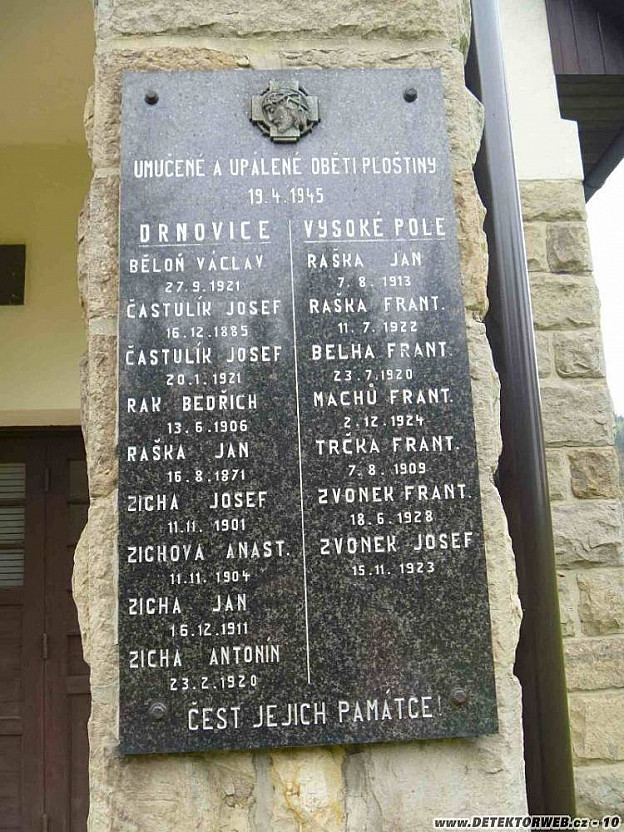 UMUČENÉ A UPÁLENÉ OBĚTI PLOŠTINY
19.4.1945
DRNOVICE
BĚLOŇ VÁCLAV
27.9.1921
ČASTULÍK JOSEF
16.12.1885
ČASTULÍK JOSEF
20.1.1921
RAK BEDŘICH
13.6.1906
RAŠKA JAN
16.8.1871
ZICHA JOSEF
11.11.1901
ZICHOVÁ ANAST.
11.11.1904
ZICHA JAN
16.12.1911
ZICHA ANTONÍN
23.2.1920
VYSOKÉ POLE
RAŠKA JAN
7.8.1913
RAŠKA FRANT.
11.7.1922
BELHA FRANT.
23.7.1920
MACHŮ FRANT.
2.12.1924
TRČKA FRANT.
7.8.1909
ZVONEK FRANT.
18.6.1928
ZVONEK JOSEF
15.11.1923
ČEST JEJICH PAMÁTCE!
www.DETEKTORWEB.cz - 10